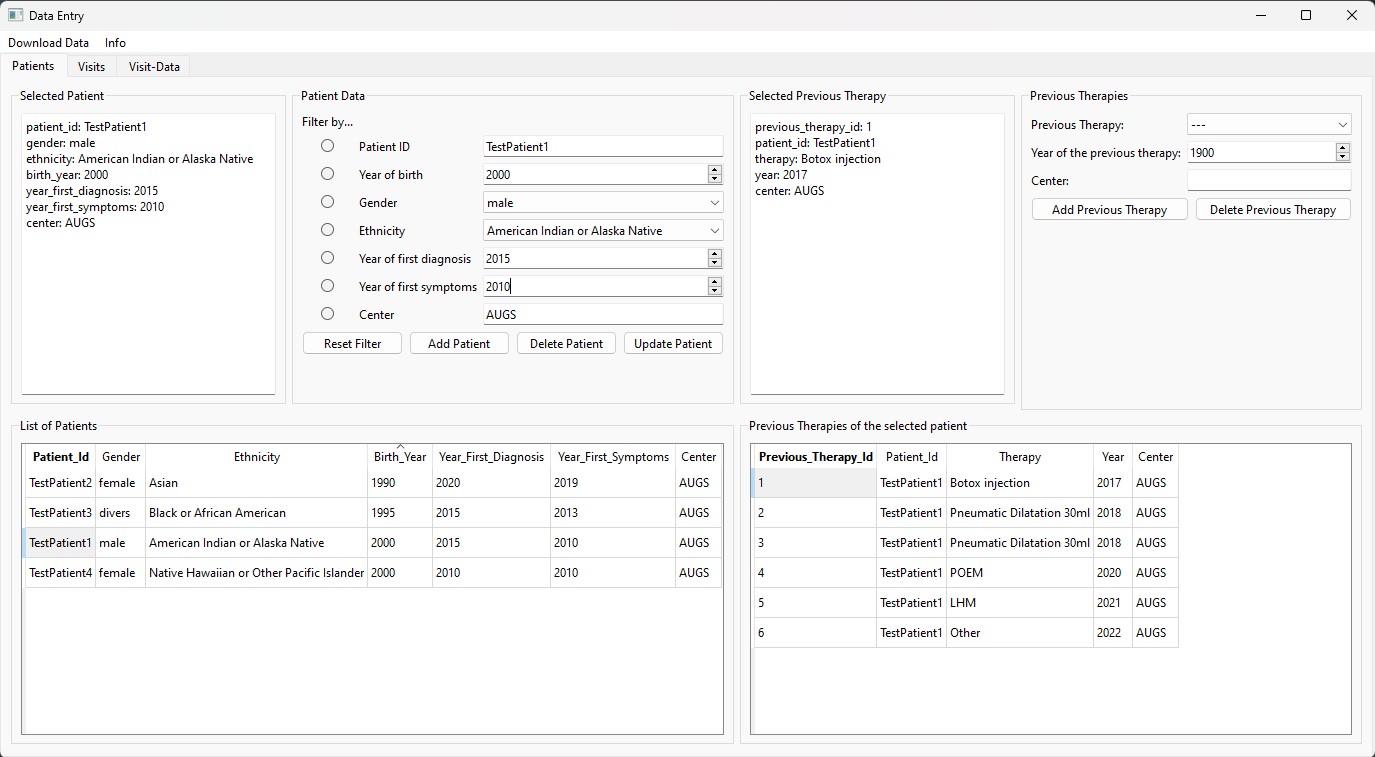 Data Entry
Download Data Info
Patients Visits Visit-Data
Selected Patient
patient_id: TestPatient1
gender: male
ethnicity: American Indian or Alaska Native
birth_year: 2000
year_first_diagnosis: 2015
year_first_symptoms: 2010
center: AUGS
Patient Data
Filter by...
Patient ID TestPatient1
Year of birth 2000
Gender male
Ethnicity American Indian or Alaska Native
Year of first diagnosis 2015
Year of first symptoms 2010
Center AUGS
Reset Filter Add Patient Delete Patient Update Patient
Selected Previous Therapy
previous_therapy_id: 1
patient_id: TestPatient1
therapy: Botox injection
year: 2017
center: AUGS
Previous Therapies
Previous Therapy: ---
Year of the previous therapy: 1900
Center:
Add Previous Therapy Delete Previous Therapy
List of Patients
Patient_Id Gender Ethnicity Birth_Year Year_First_Diagnosis Year_First_Symptoms Center
TestPatient2 female Asian 1990 2020 2019 AUGS
TestPatient3 divers Black or African American 1995 2015 2013 AUGS
TestPatient1 male American Indian or Alaska Native 2000 2015 2010 AUGS
TestPatient4 female Native Hawaiian or Other Pacific Islander 2000 2010 2010 AUGS
Previous Therapies of the selected patient
Previous_Therapy_Id Patient_Id Therapy Year Center
1 TestPatient1 Botox injection 2017 AUGS
2 TestPatient1 Pneumatic Dilatation 30ml 2018 AUGS
3 TestPatient1 Pneumatic Dilatation 30ml 2018 AUGS
4 TestPatient1 POEM 2020 AUGS
5 TestPatient1 LHM 2021 AUGS
6 TestPatient1 Other 2022 AUGS